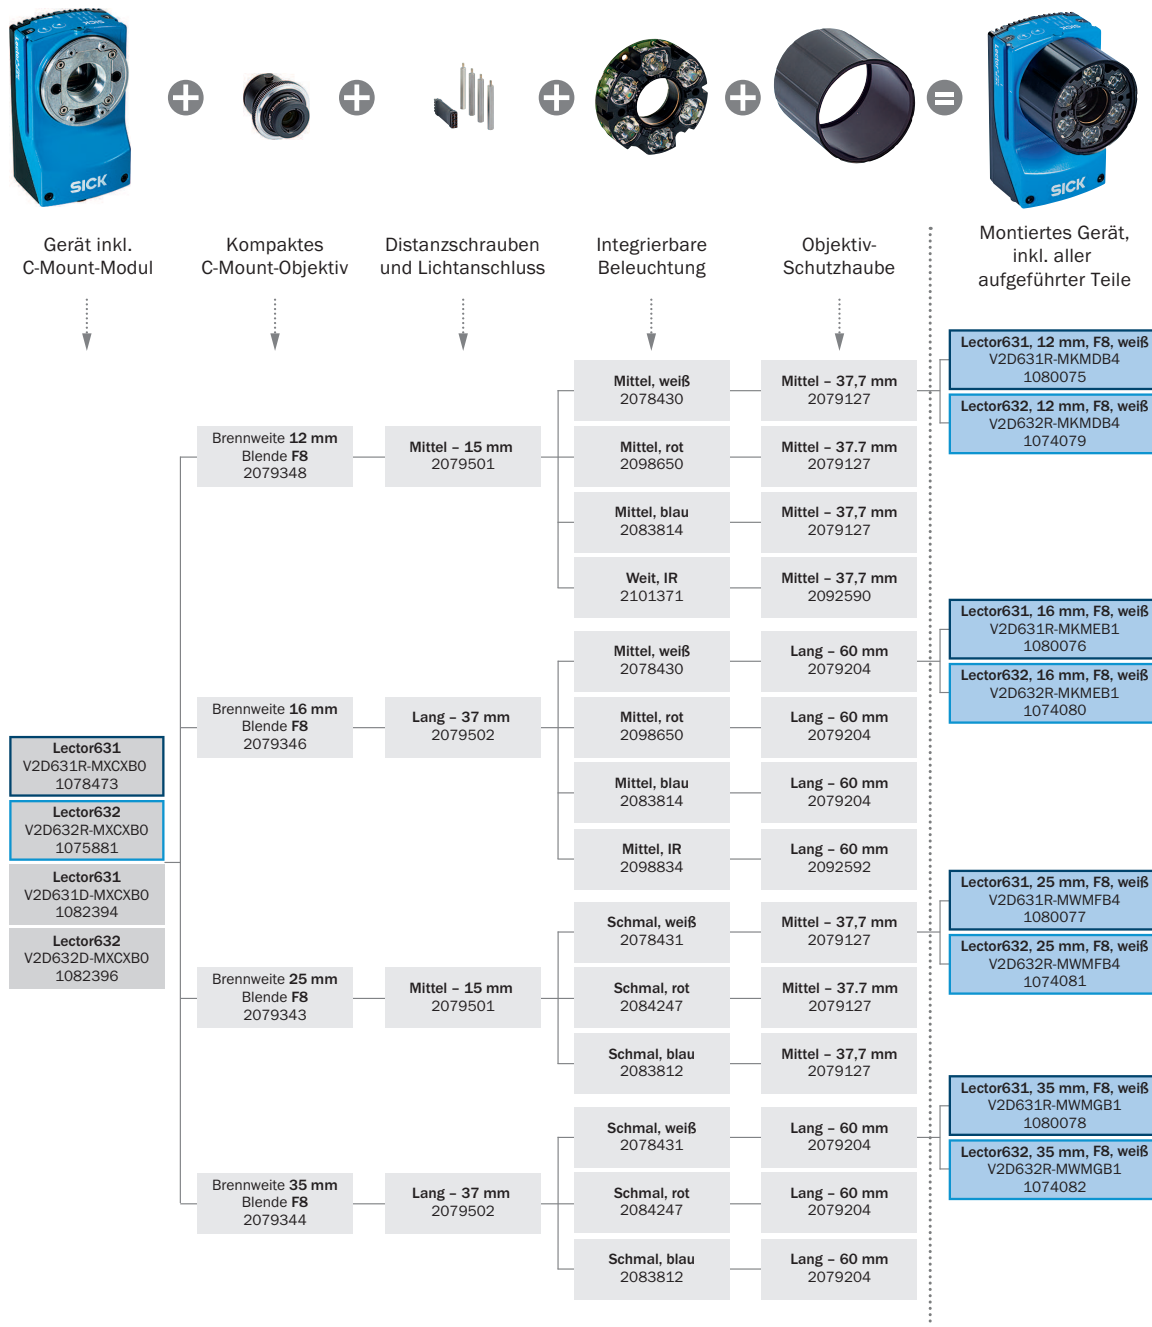 SICK
SICK
Gerät inkl.
C-Mount-Modul
Kompaktes
C-Mount-Objektiv
Distanzschrauben
und Lichtanschluss
Integrierbare
Beleuchtung
Objektiv-
Schutzhaube
Montiertes Gerät,
inkl. aller
aufgeführter Teile
Lector631
V2D631R-MXCXB0
1078473
Lector632
V2D632R-MXCXB0
1075881
Lector631
V2D631D-MXCXB0
1082394
Lector632
V2D632D-MXCXB0
1082396
Brennweite 12 mm
Blende F8
2079348
Mittel – 15 mm
2079501
Mittel, weiß
2078430
Mittel – 37,7 mm
2079127
Mittel, rot
2098650
Mittel – 37.7 mm
2079127
Mittel, blau
2083814
Mittel – 37,7 mm
2079127
Weit, IR
2101371
Mittel – 37,7 mm
2092590
Lector631, 12 mm, F8, weiß
V2D631R-MKMDB4
1080075
Lector632, 12 mm, F8, weiß
V2D632R-MKMDB4
1074079
Brennweite 16 mm
Blende F8
2079346
Lang – 37 mm
2079502
Mittel, weiß
2078430
Lang – 60 mm
2079204
Mittel, rot
2098650
Lang – 60 mm
2079204
Mittel, blau
2083814
Lang – 60 mm
2079204
Mittel, IR
2098834
Lang – 60 mm
2092592
Lector631, 16 mm, F8, weiß
V2D631R-MKMEB1
1080076
Lector632, 16 mm, F8, weiß
V2D632R-MKMEB1
1074080
Brennweite 25 mm
Blende F8
2079343
Mittel – 15 mm
2079501
Schmal, weiß
2078431
Mittel – 37,7 mm
2079127
Schmal, rot
2084247
Mittel – 37.7 mm
2079127
Schmal, blau
2083812
Mittel – 37,7 mm
2079127
Lector631, 25 mm, F8, weiß
V2D631R-MWMFB4
1080077
Lector632, 25 mm, F8, weiß
V2D632R-MWMFB4
1074081
Brennweite 35 mm
Blende F8
2079344
Lang – 37 mm
2079502
Schmal, weiß
2078431
Lang – 60 mm
2079204
Schmal, rot
2084247
Lang – 60 mm
2079204
Schmal, blau
2083812
Lang – 60 mm
2079204
Lector631, 35 mm, F8, weiß
V2D631R-MWMGB1
1080078
Lector632, 35 mm, F8, weiß
V2D632R-MWMGB1
1074082